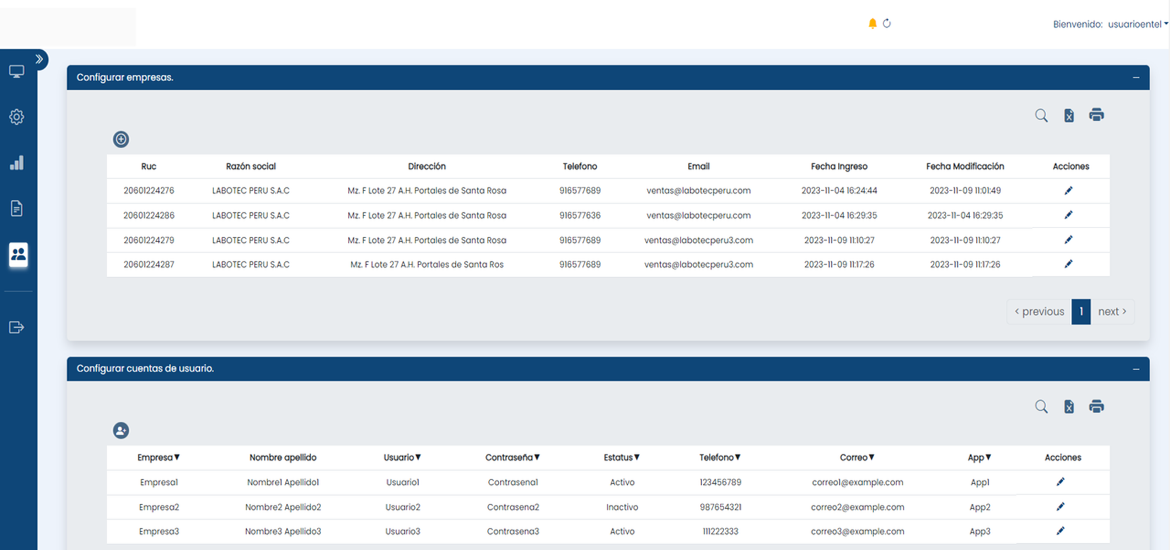 Bienvenido: usuarioentel
Configurar empresas.
Ruc Razón social Dirección Telefono Email Fecha Ingreso Fecha Modificación Acciones
20601224276 LABOTEC PERU S.A.C Mz. F Lote 27 A.H. Portales de Santa Rosa 916577689 ventas@labotecperu.com 2023-11-04 16:24:44 2023-11-09 11:01:49
20601224286 LABOTEC PERU S.A.C Mz. F Lote 27 A.H. Portales de Santa Rosa 916577636 ventas@labotecperu.com 2023-11-04 16:29:35 2023-11-04 16:29:35
20601224279 LABOTEC PERU S.A.C Mz. F Lote 27 A.H. Portales de Santa Rosa 916577689 ventas@labotecperu3.com 2023-11-09 11:10:27 2023-11-09 11:10:27
20601224287 LABOTEC PERU S.A.C Mz. F Lote 27 A.H. Portales de Santa Ros 916577689 ventas@labotecperu3.com 2023-11-09 11:17:26 2023-11-09 11:17:26
< previous 1 next >
Configurar cuentas de usuario.
Empresa▼ Nombre apellido Usuario▼ Contraseña▼ Estatus▼ Telefono▼ Correo▼ App▼ Acciones
Empresa1 Nombre1 Apellido1 Usuario1 Contrasena1 Activo 123456789 correo1@example.com App1
Empresa2 Nombre2 Apellido2 Usuario2 Contrasena2 Inactivo 987654321 correo2@example.com App2
Empresa3 Nombre3 Apellido3 Usuario3 Contrasena3 Activo 111222333 correo3@example.com App3